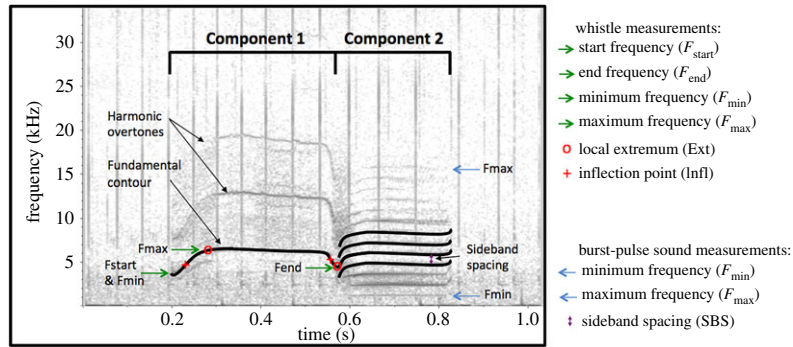 Component 1
Component 2
30
25
20
15
10
5
frequency (kHz)
Harmonic
overtones
Fundamental
contour
Fmax
Fstart
& Fmin
Fend
Fmax
Sideband
spacing
Fmin
0.2
0.4
0.6
0.8
1.0
time (s)
whistle measurements:
start frequency (Fstart)
end frequency (Fend)
minimum frequency (Fmin)
maximum frequency (Fmax)
local extremum (Ext)
inflection point (Infl)
burst-pulse sound measurements:
minimum frequency (Fmin)
maximum frequency (Fmax)
sideband spacing (SBS)